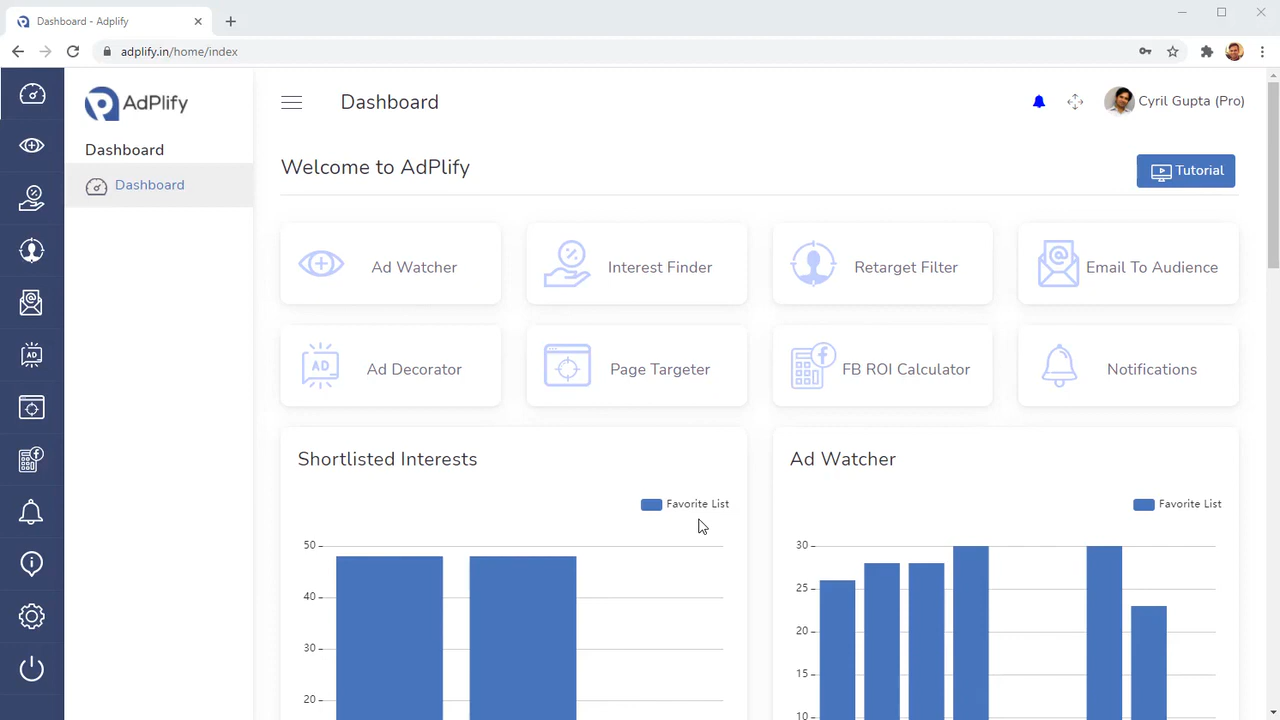 Dashboard - Adplify
adplify.in/home/index
AdPlify
Dashboard
Cyril Gupta (Pro)
Dashboard
Dashboard
Welcome to AdPlify
Tutorial
Ad Watcher
Interest Finder
Retarget Filter
Email To Audience
AD
Ad Decorator
Page Targeter
FB ROI Calculator
Notifications
AD
Shortlisted Interests
Ad Watcher
Favorite List
Favorite List
50
40
30
20
30
25
20
15
10